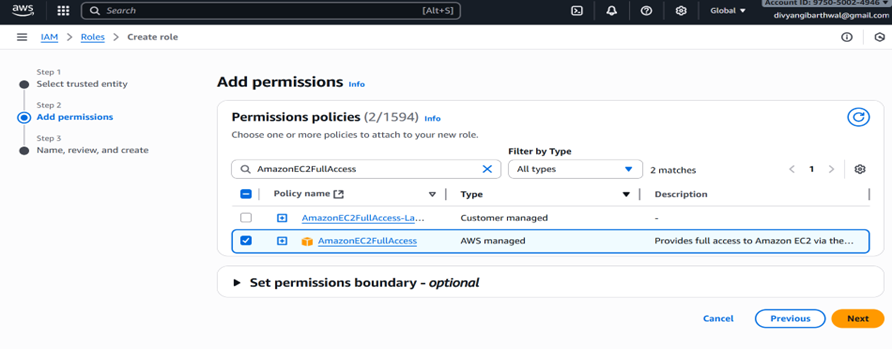 aws
Search
[Alt+S]
Global
Account ID: 9750-5002-4946
divyangibarthwal@gmail.com
IAM > Roles > Create role
Step 1
Select trusted entity
Step 2
Add permissions
Step 3
Name, review, and create
Add permissions Info
Permissions policies (2/1594) Info
Choose one or more policies to attach to your new role.
Filter by Type
AmazonEC2FullAccess
All types
2 matches
1
Policy name
Type
Description
AmazonEC2FullAccess-La...
Customer managed
-
AmazonEC2FullAccess
AWS managed
Provides full access to Amazon EC2 via the...
Set permissions boundary - optional
Cancel
Previous
Next